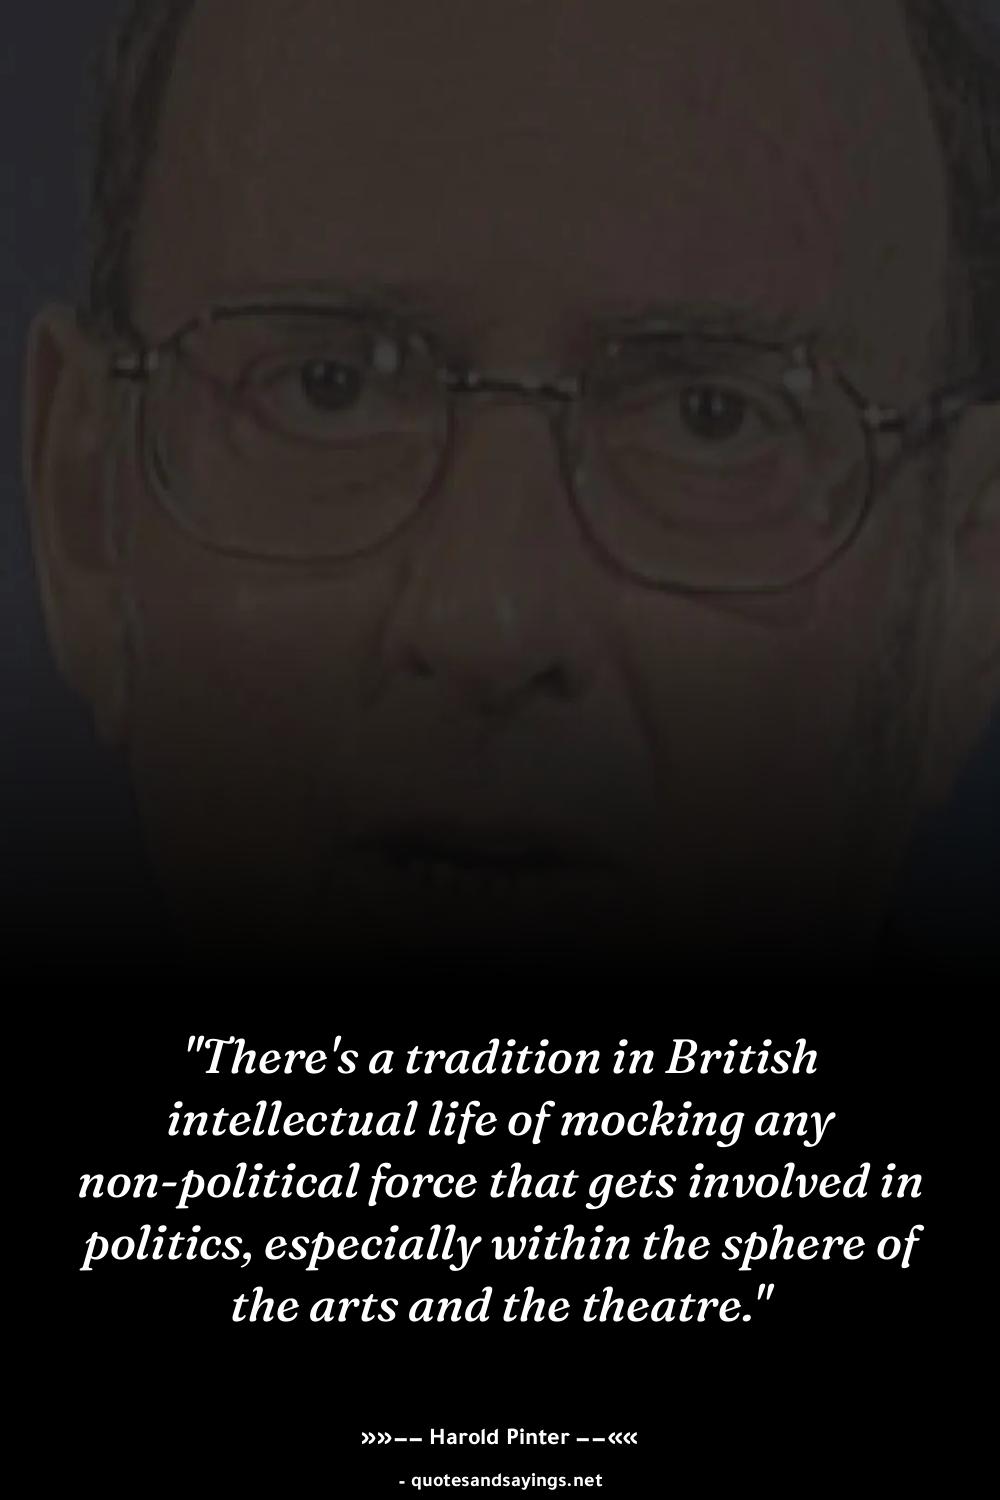 "There's a tradition in British
intellectual life of mocking any
non-political force that gets involved in
politics, especially within the sphere of
the arts and the theatre."
»»−− Harold Pinter −−««
- quotesandsayings.net